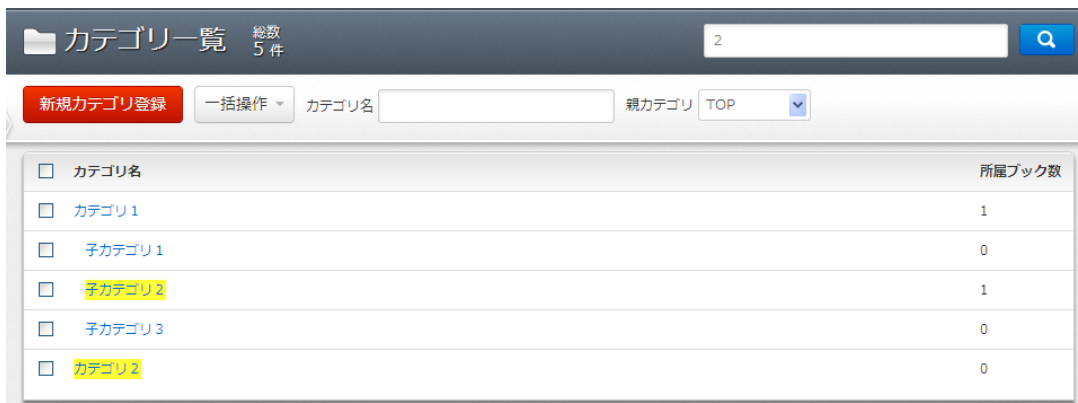 カテゴリ一覧 総数 5 件 2
新規カテゴリ登録 一括操作 カテゴリ名 親カテゴリ TOP
カテゴリ名 所属ブック数
カテゴリ1 1
子カテゴリ1 0
子カテゴリ2 1
子カテゴリ3 0
カテゴリ2 0